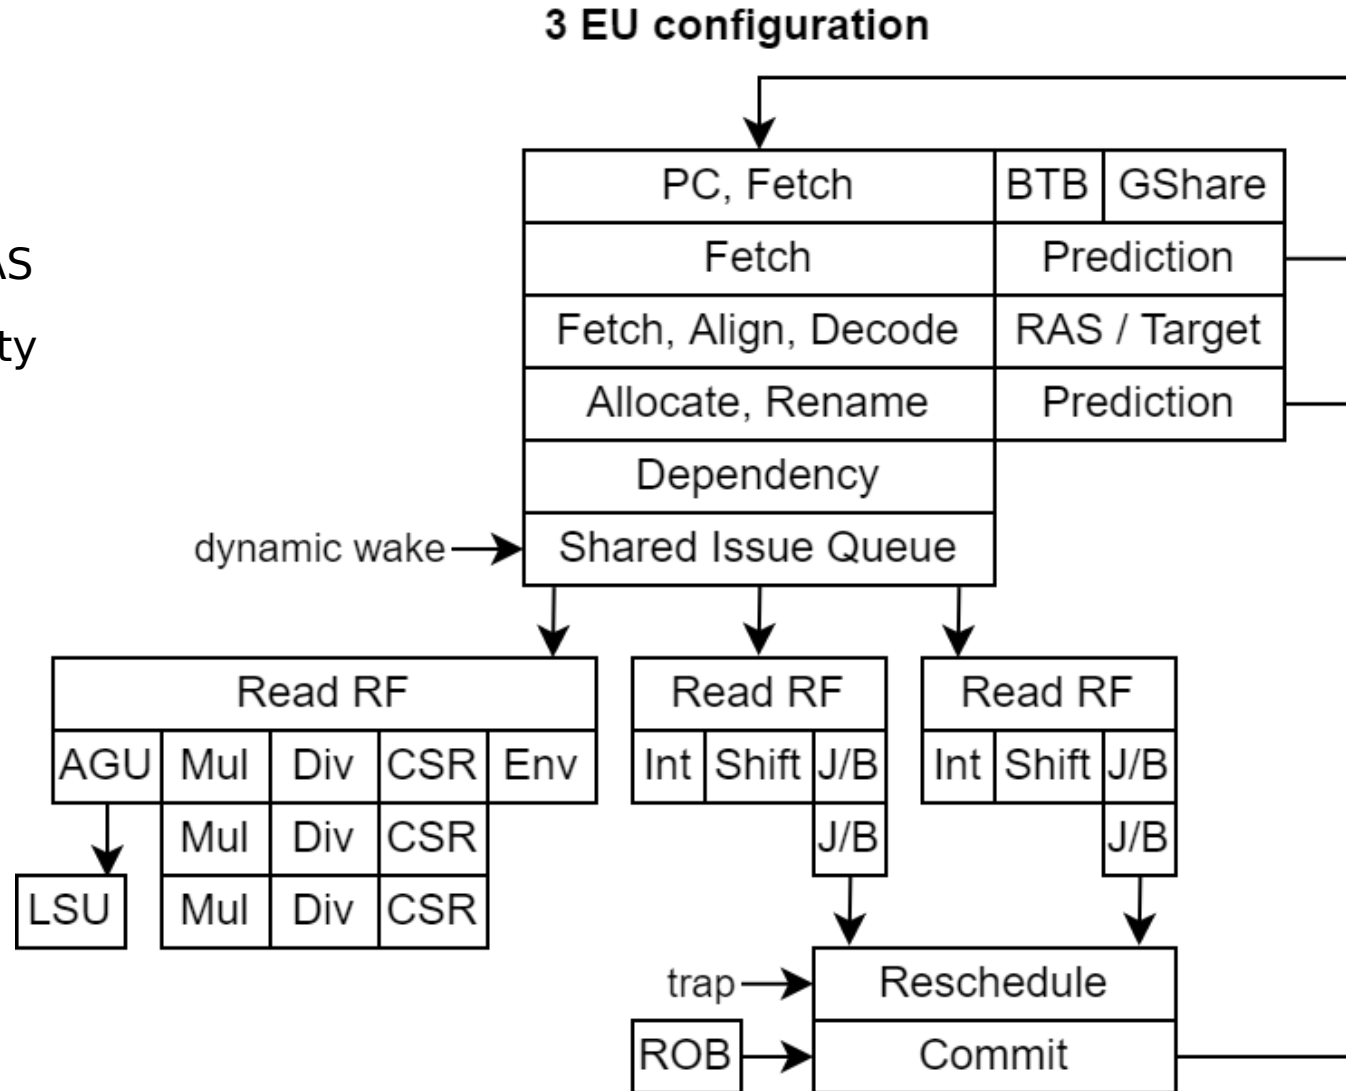 3 EU configuration
PC, Fetch BTB GShare
AS
Fetch Prediction
ty
Fetch, Align, Decode RAS / Target
Allocate, Rename Prediction
Dependency
dynamic wake Shared Issue Queue
Read RF Read RF Read RF
AGU Mul Div CSR Env Int Shift J/B Int Shift J/B
Mul Div CSR J/B J/B
LSU Mul Div CSR
trap Reschedule
ROB Commit